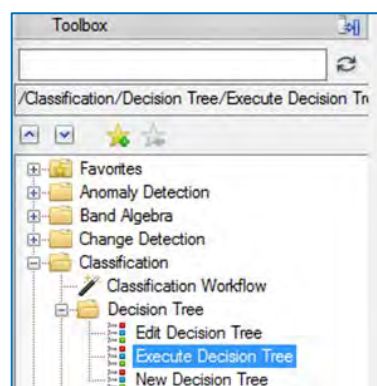 Toolbox
/Classification/Decision Tree/Execute Decision Tr
Favorites
Anomaly Detection
Band Algebra
Change Detection
Classification
Classification Workflow
Decision Tree
Edit Decision Tree
Execute Decision Tree
New Decision Tree